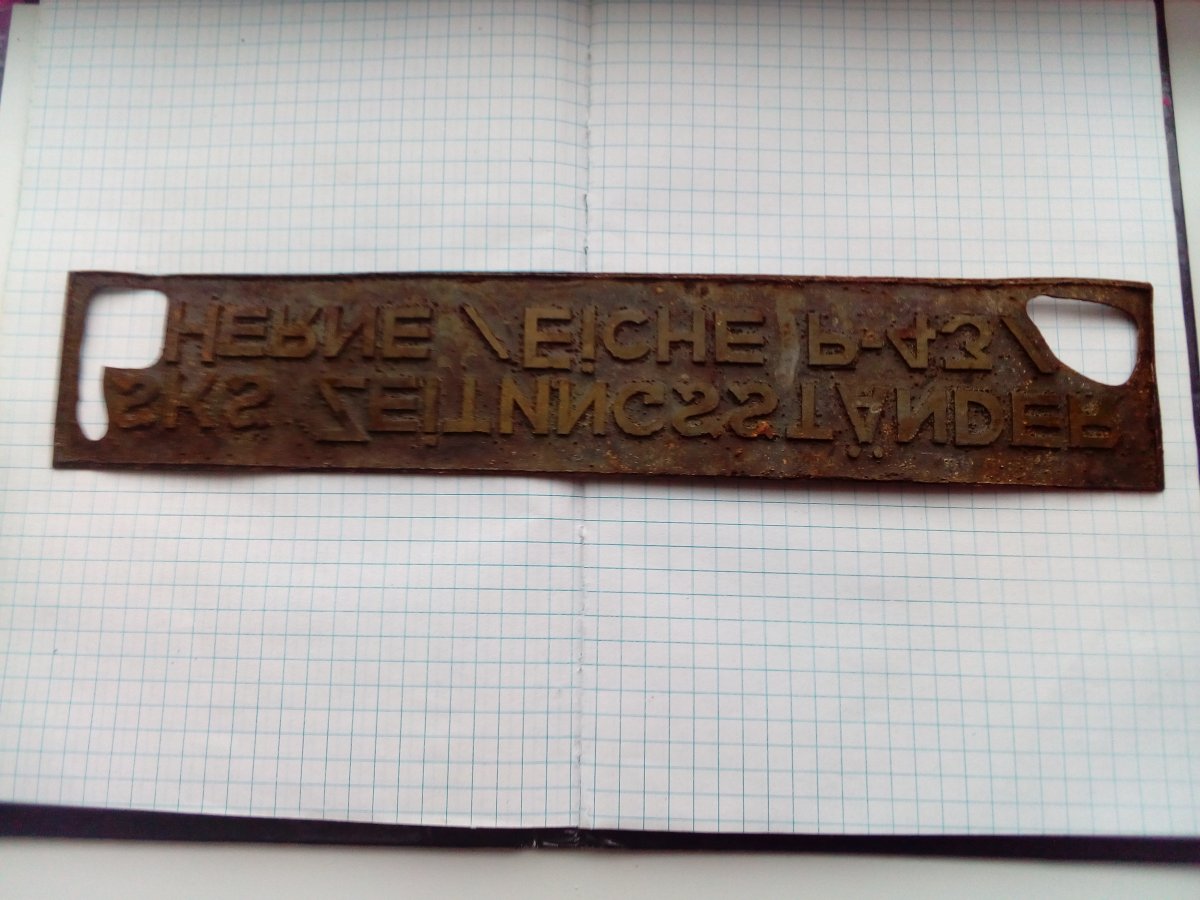 SKS ZEiTUNGSSTÄNDER
HERNE / EiCHE P-43/